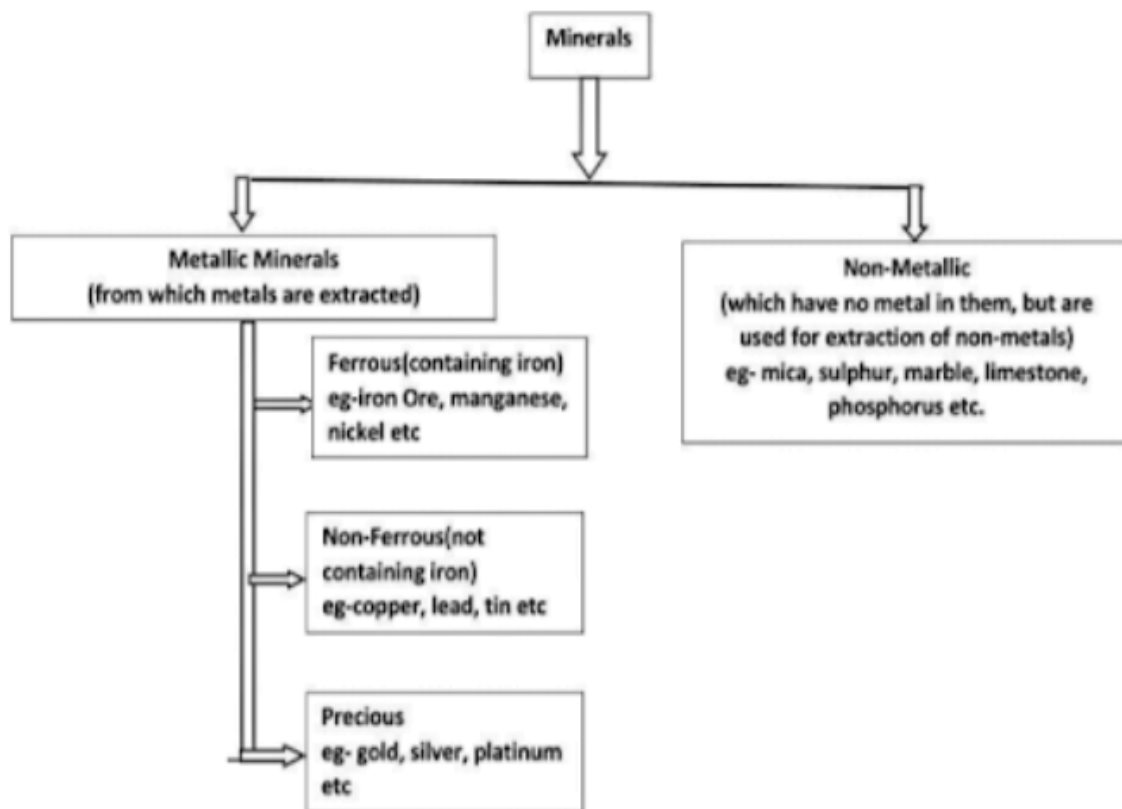 Minerals
Metallic Minerals
(from which metals are extracted)
Non-Metallic
(which have no metal in them, but are
used for extraction of non-metals)
eg- mica, sulphur, marble, limestone,
phosphorus etc.
Ferrous(containing iron)
eg-iron Ore, manganese,
nickel etc
Non-Ferrous(not
containing iron)
eg-copper, lead, tin etc
Precious
eg- gold, silver, platinum
etc